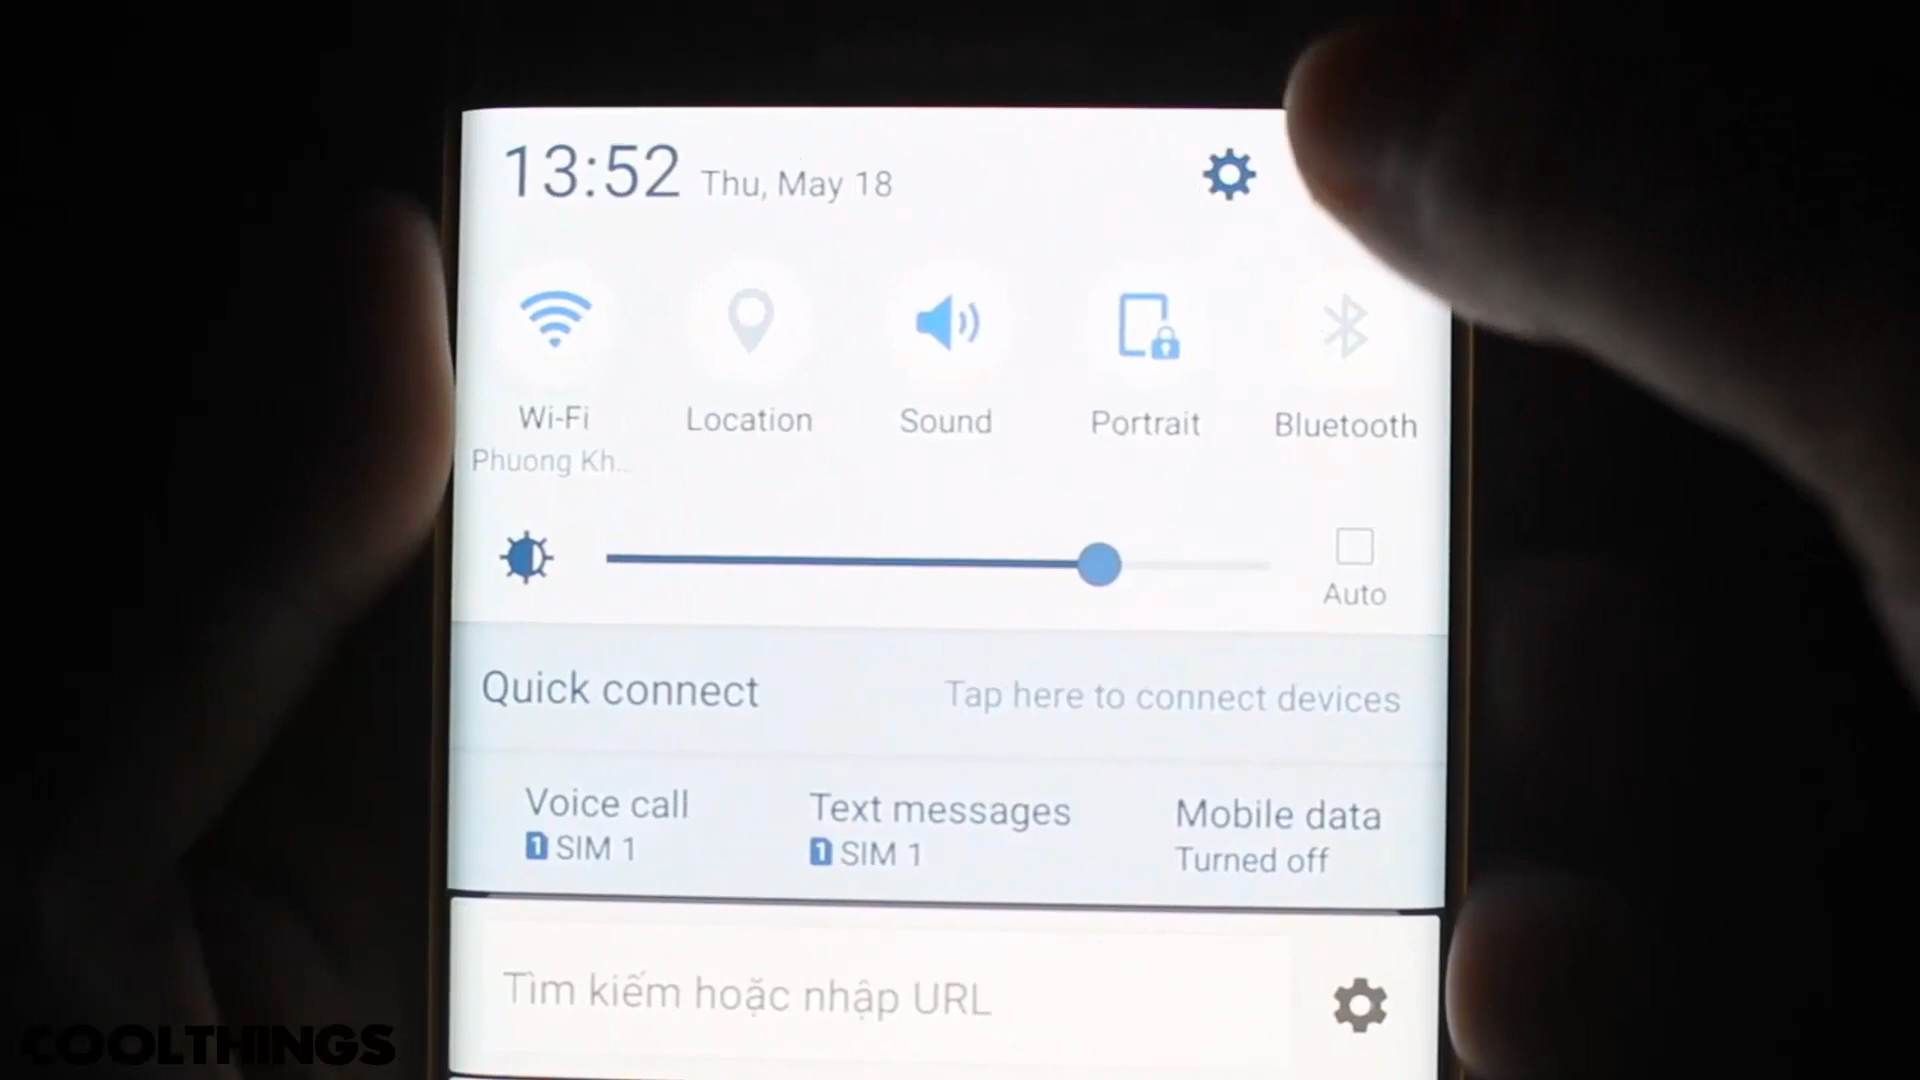 13:52 Thu, May 18
Wi-Fi Location Sound Portrait Bluetooth
Phuong Kh...
Auto
Quick connect Tap here to connect devices
Voice call Text messages Mobile data
1 SIM 1 1 SIM 1 Turned off
Tìm kiếm hoặc nhập URL
COOLTHINGS